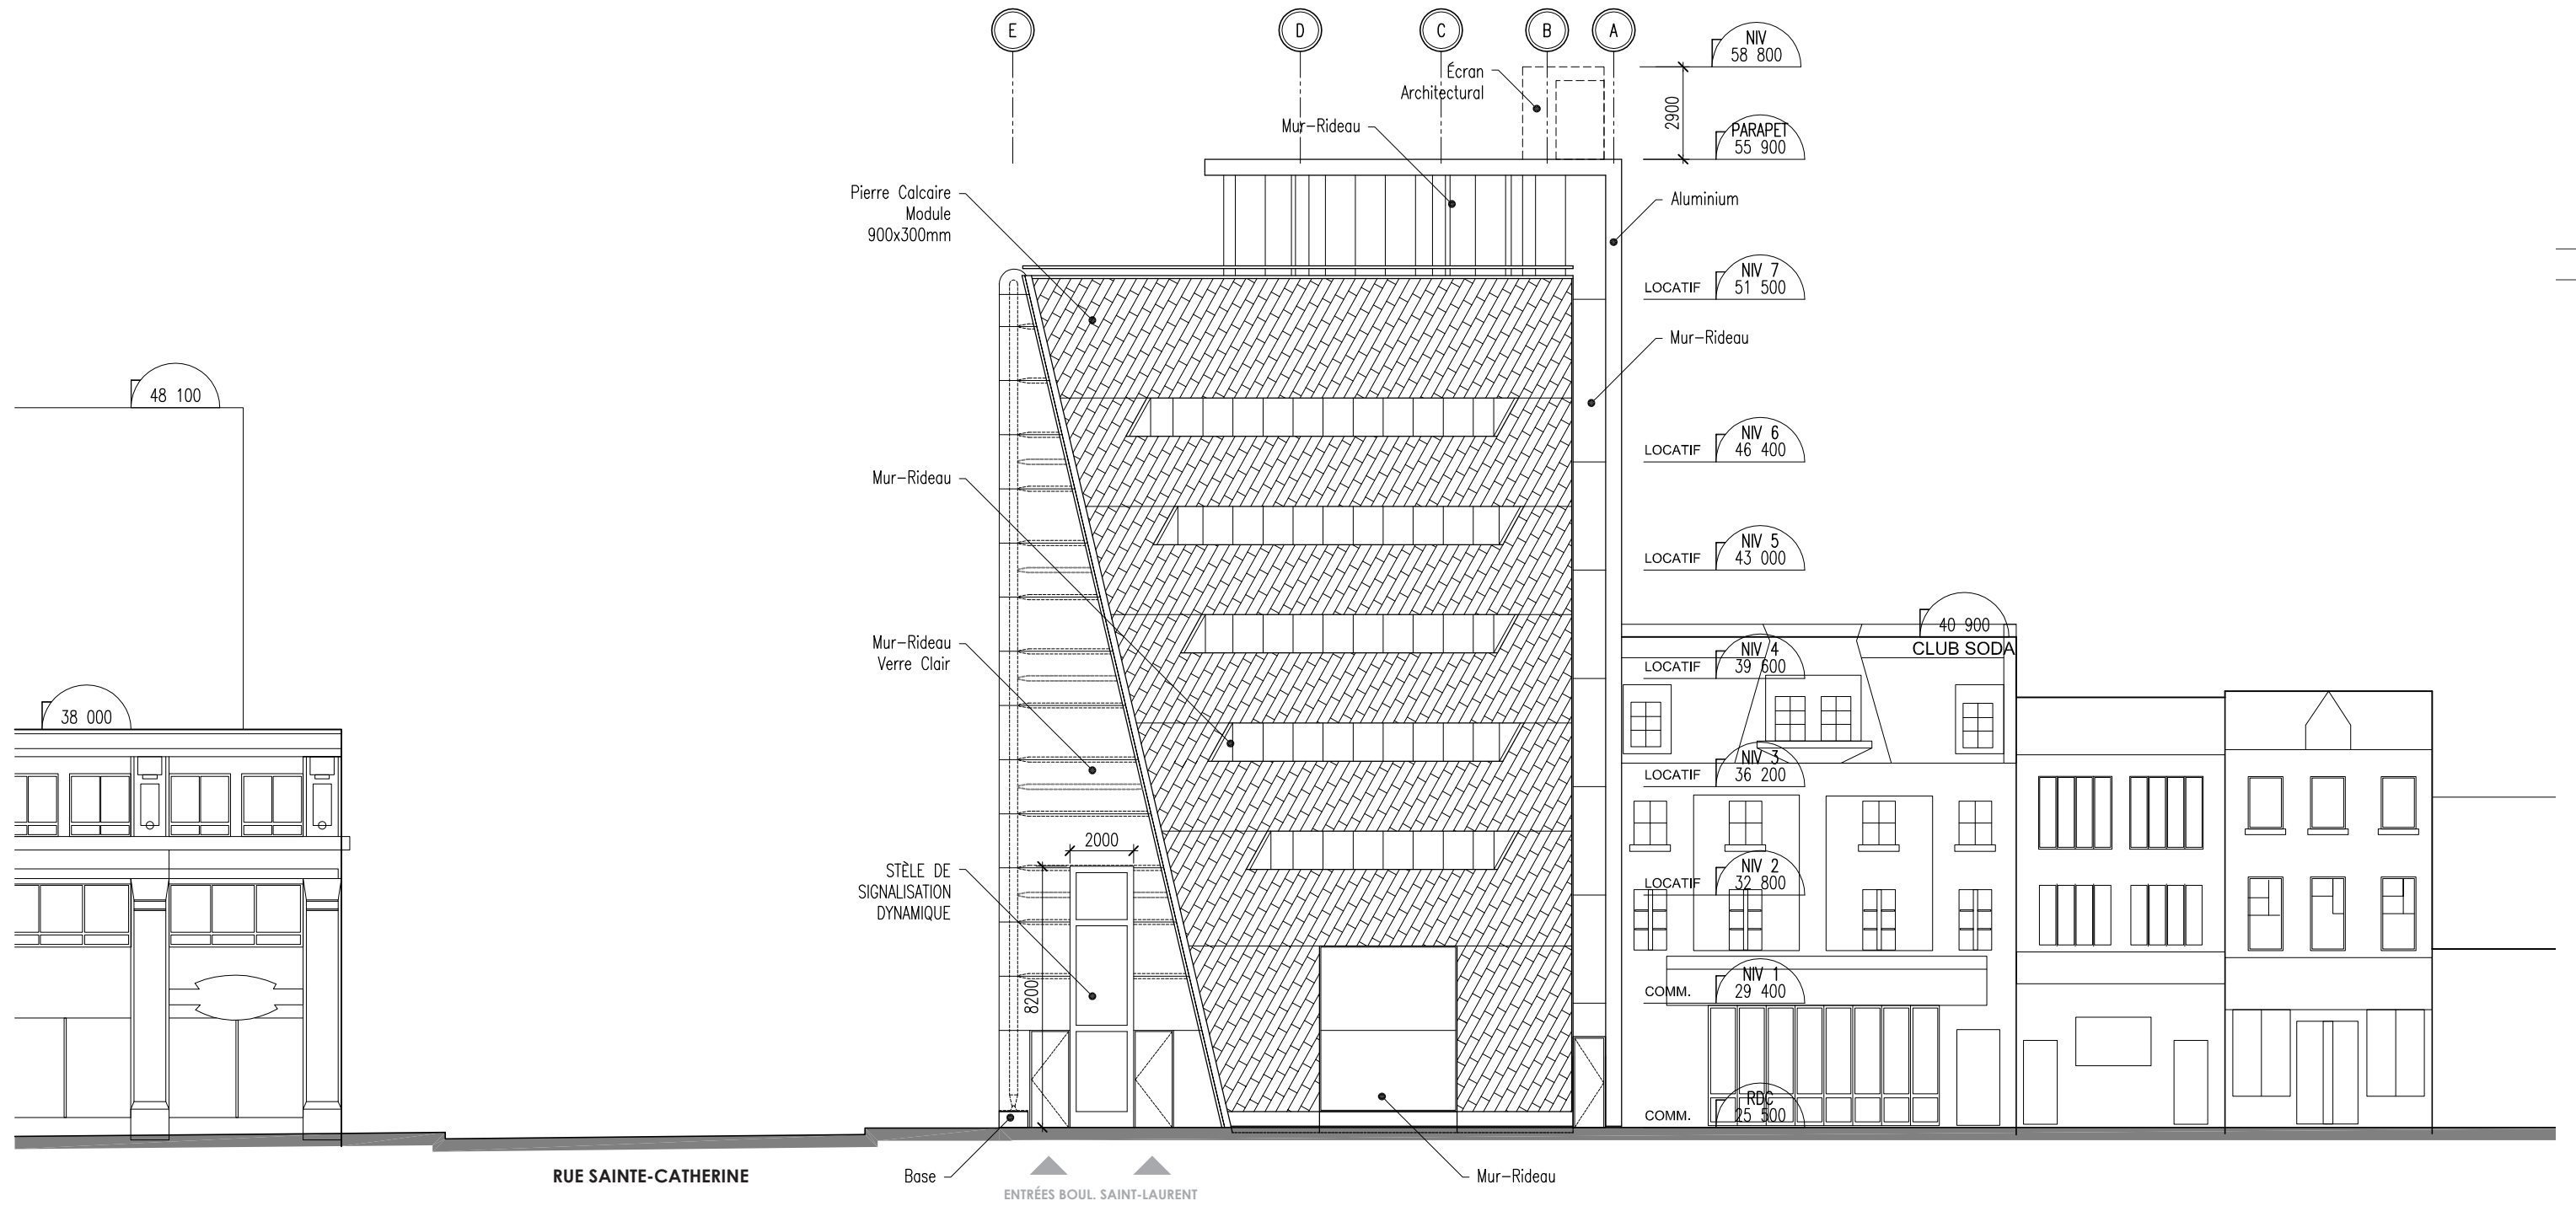 E
D
C
B
A
NIV
58 800
Écran
Architectural
2900
Mur-Rideau
PARAPET
55 900
Pierre Calcaire
Module
900x300mm
Aluminium
LOCATIF
NIV 7
51 500
Mur-Rideau
48 100
LOCATIF
NIV 6
46 400
Mur-Rideau
LOCATIF
NIV 5
43 000
40 900
CLUB SODA
Mur-Rideau
Verre Clair
LOCATIF
NIV 4
39 600
38 000
LOCATIF
NIV 3
36 200
2000
STÈLE DE
SIGNALISATION
DYNAMIQUE
LOCATIF
NIV 2
32 800
8200
COMM.
NIV 1
29 400
COMM.
RDC
25 500
RUE SAINTE-CATHERINE
Base
Mur-Rideau
ENTRÉES BOUL. SAINT-LAURENT